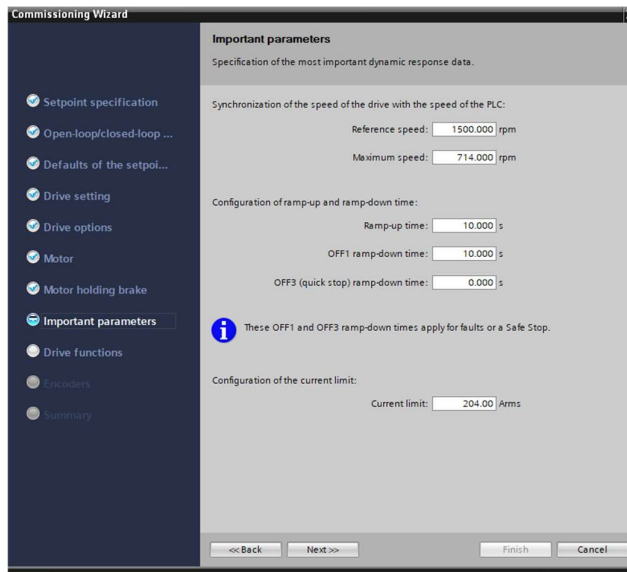 Commissioning Wizard
Important parameters
Specification of the most important dynamic response data.
Setpoint specification
Open-loop/closed-loop ...
Defaults of the setpoi...
Drive setting
Drive options
Motor
Motor holding brake
Important parameters
Drive functions
Encoders
Summary
Synchronization of the speed of the drive with the speed of the PLC:
Reference speed: 1500.000 rpm
Maximum speed: 714.000 rpm
Configuration of ramp-up and ramp-down time:
Ramp-up time: 10.000 s
OFF1 ramp-down time: 10.000 s
OFF3 (quick stop) ramp-down time: 0.000 s
i These OFF1 and OFF3 ramp-down times apply for faults or a Safe Stop.
Configuration of the current limit:
Current limit: 204.00 Arms
<<Back Next>> Finish Cancel